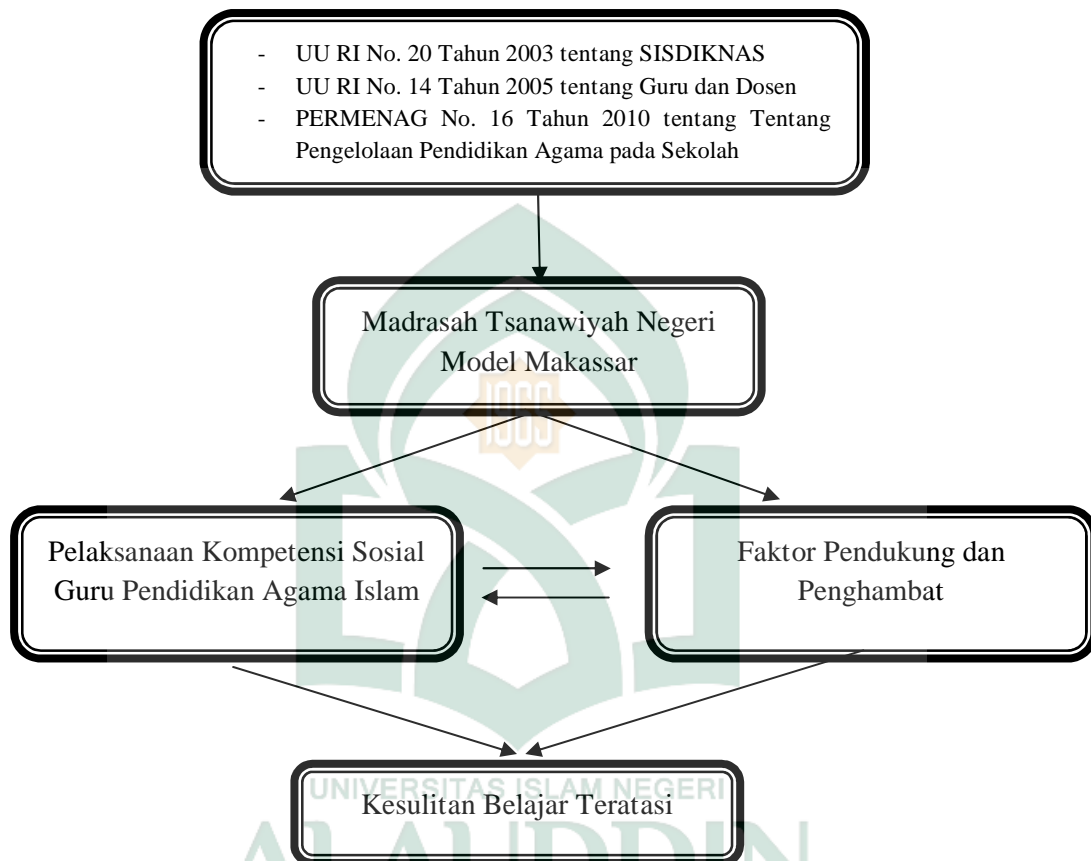 - UU RI No. 20 Tahun 2003 tentang SISDIKNAS
- UU RI No. 14 Tahun 2005 tentang Guru dan Dosen
- PERMENAG No. 16 Tahun 2010 tentang Tentang
Pengelolaan Pendidikan Agama pada Sekolah
Madrasah Tsanawiyah Negeri
Model Makassar
1965
Pelaksanaan Kompetensi Sosial
Guru Pendidikan Agama Islam
Faktor Pendukung dan
Penghambat
UNIVERSITAS ISLAM NEGERI
Kesulitan Belajar Teratasi
ALAUDDIN